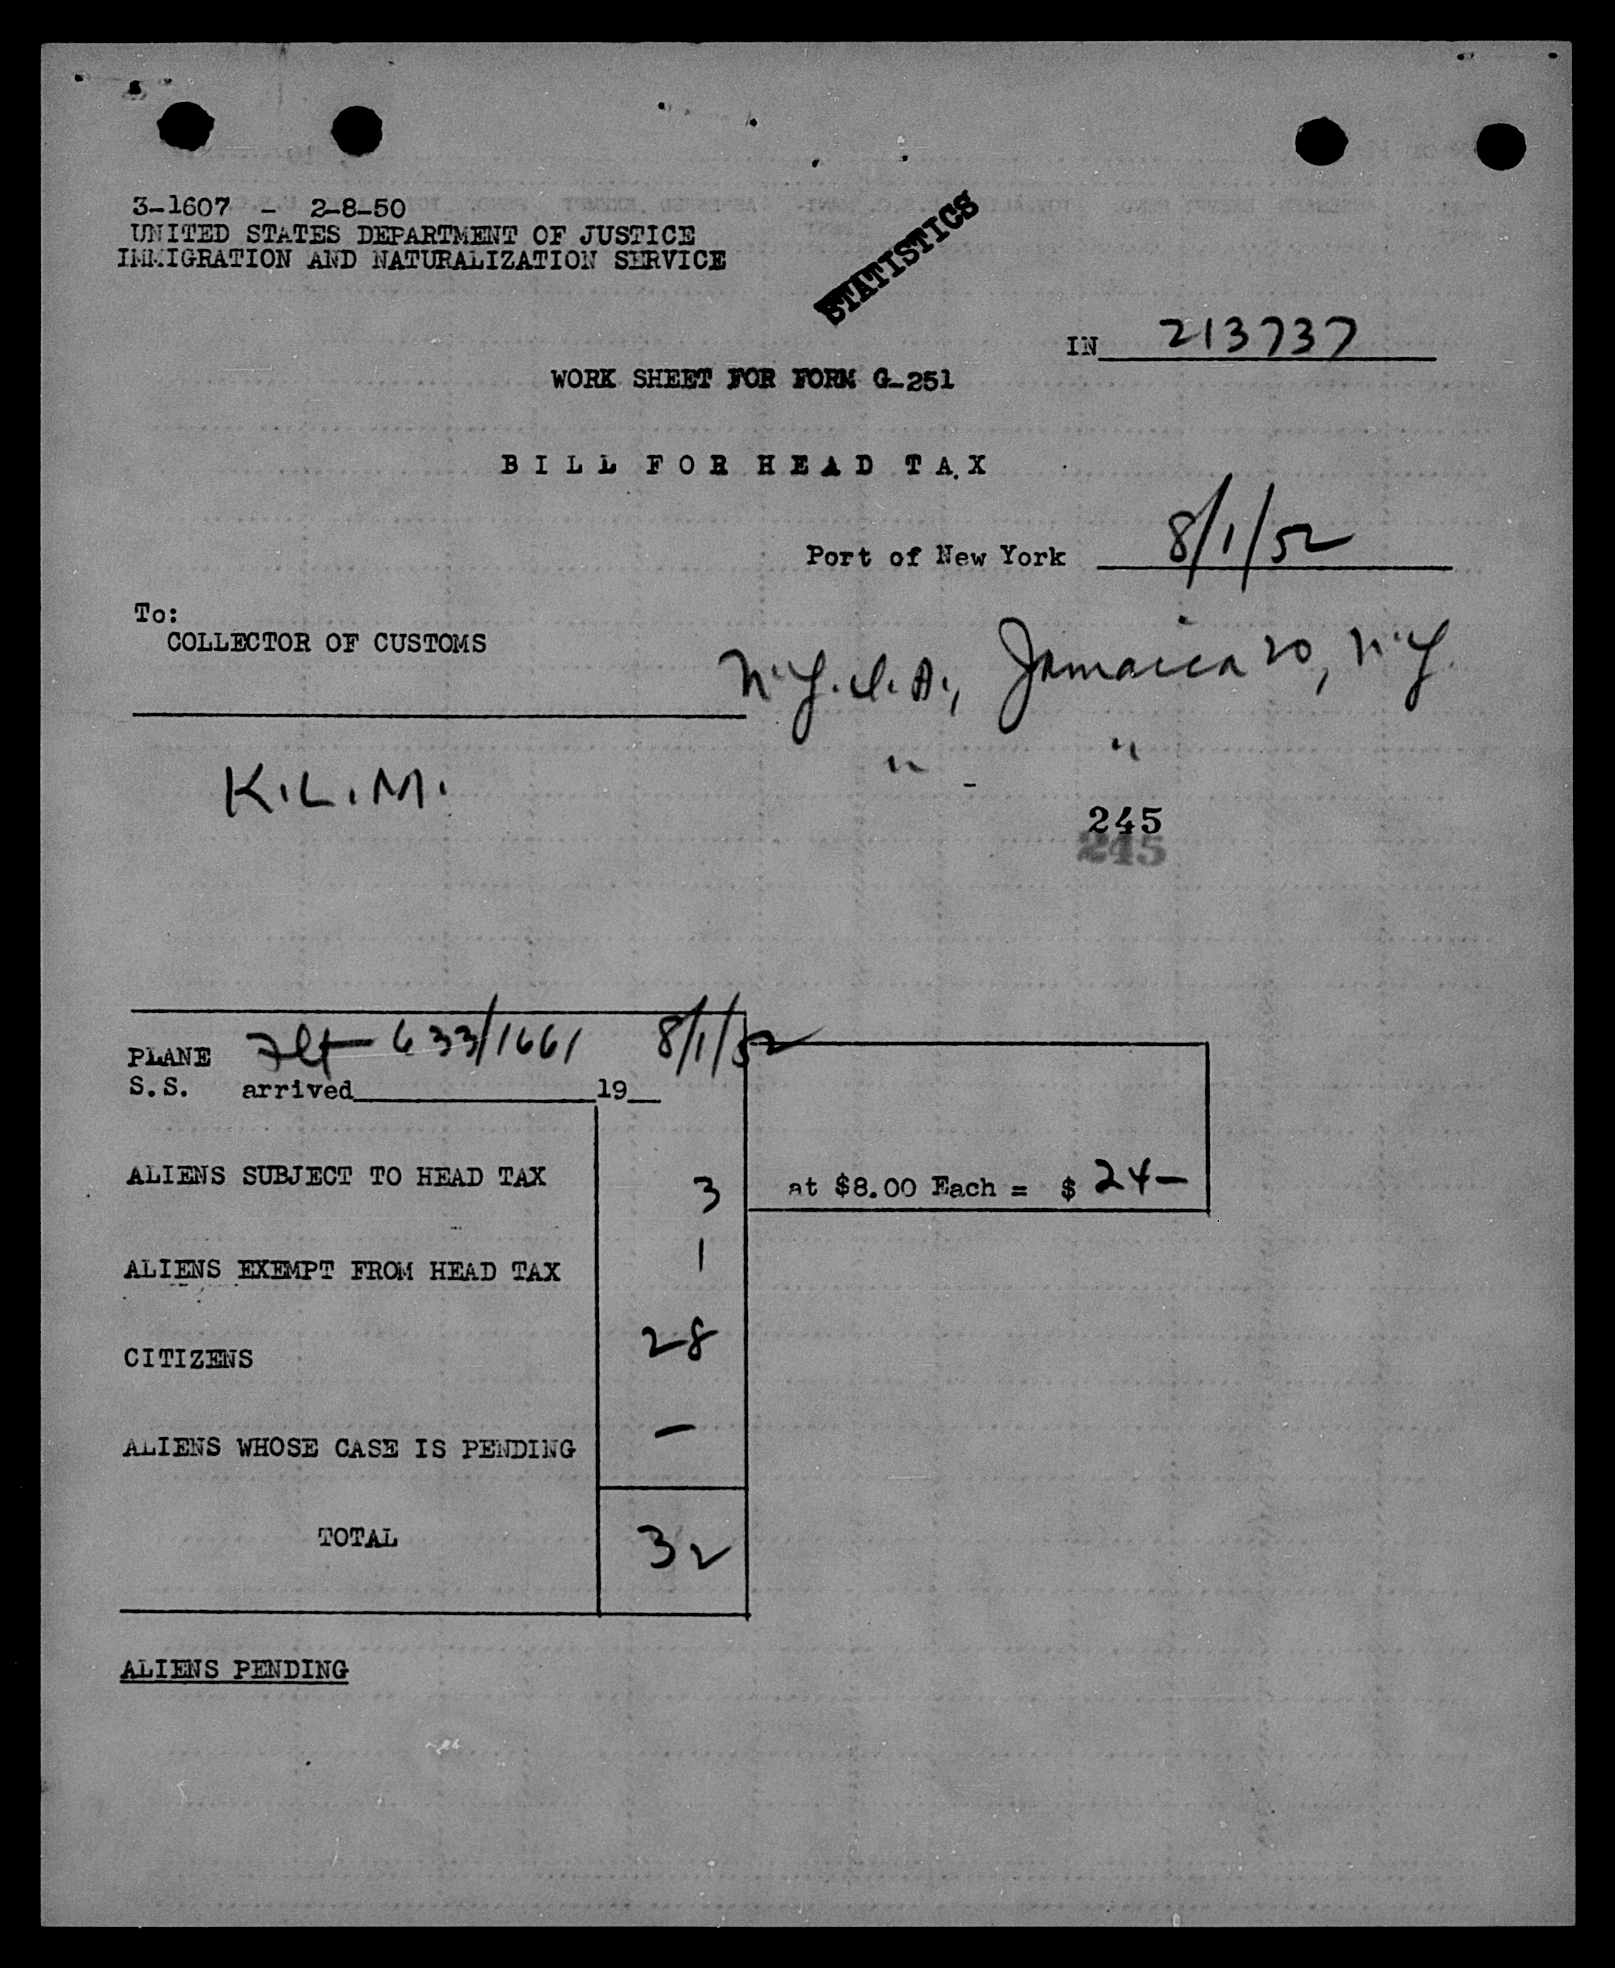 3-1607 - 2-8-50
UNITED STATES DEPARTMENT OF JUSTICE
IMMIGRATION AND NATURALIZATION SERVICE
STATISTICS
IN 213737
WORK SHEET FOR FORM G-251
BILL FOR HEAD TAX
Port of New York 8/1/52
To:
COLLECTOR OF CUSTOMS
N.Y.I.A., Jamaica 20, N.Y.
" - "
K.L.M.
245
245
PLANE Flt 633/1661 8/1/52
S.S. arrived 19
ALIENS SUBJECT TO HEAD TAX 3 at $8.00 Each = $ 24-
ALIENS EXEMPT FROM HEAD TAX 1
CITIZENS 28
ALIENS WHOSE CASE IS PENDING -
TOTAL 32
ALIENS PENDING